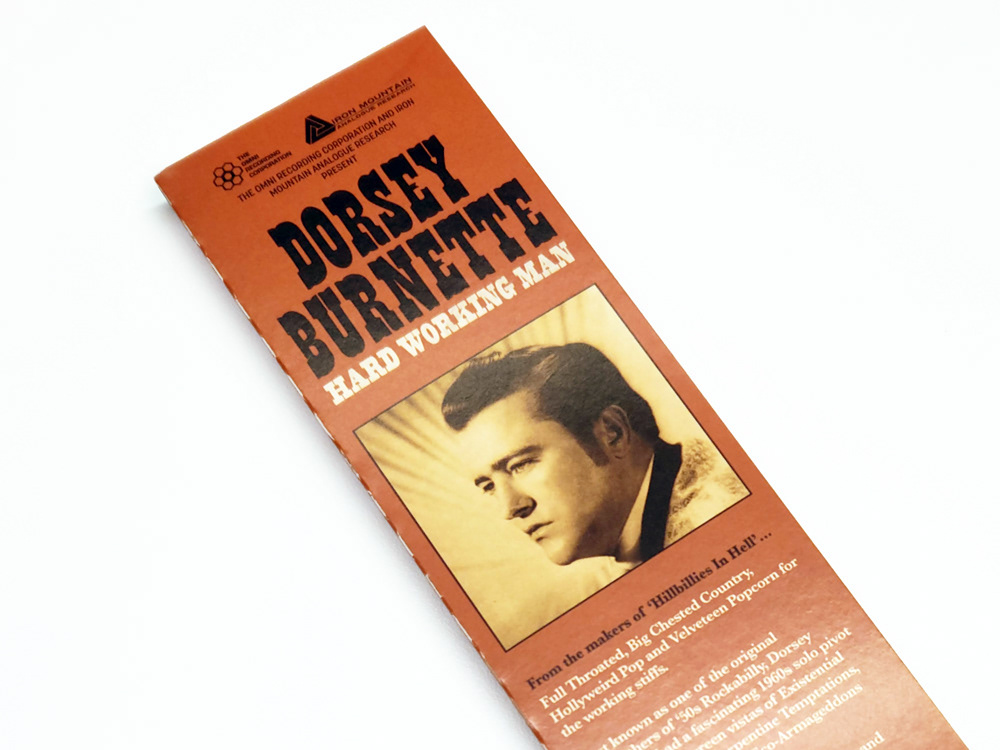 THE
OMNI
RECORDING
CORPORATION
IRON MOUNTAIN
ANALOGUE RESEARCH
THE OMNI RECORDING CORPORATION AND IRON
MOUNTAIN ANALOGUE RESEARCH
PRESENT
DORSEY
BURNETTE
HARD WORKING MAN
From the makers of 'Hillbillies In Hell' ...
Full Throated, Big Chested Country,
Hollyweird Pop and Velveteen Popcorn for
the working stiffs.
known as one of the original
of '50s Rockabilly, Dorsey
a fascinating 1960s solo pivot
vistas of Existential
Temptations,